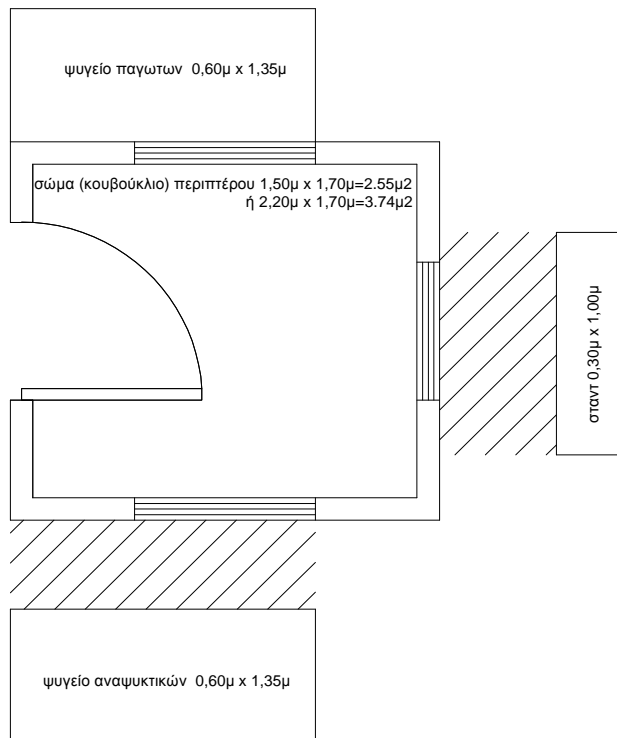 ψυγείο παγωτων 0,60μ x 1,35μ
σώμα (κουβούκλιο) περιπτέρου 1,50μ x 1,70μ=2.55μ2
ή 2,20μ x 1,70μ=3.74μ2
σταντ 0,30μ x 1,00μ
ψυγείο αναψυκτικών 0,60μ x 1,35μ